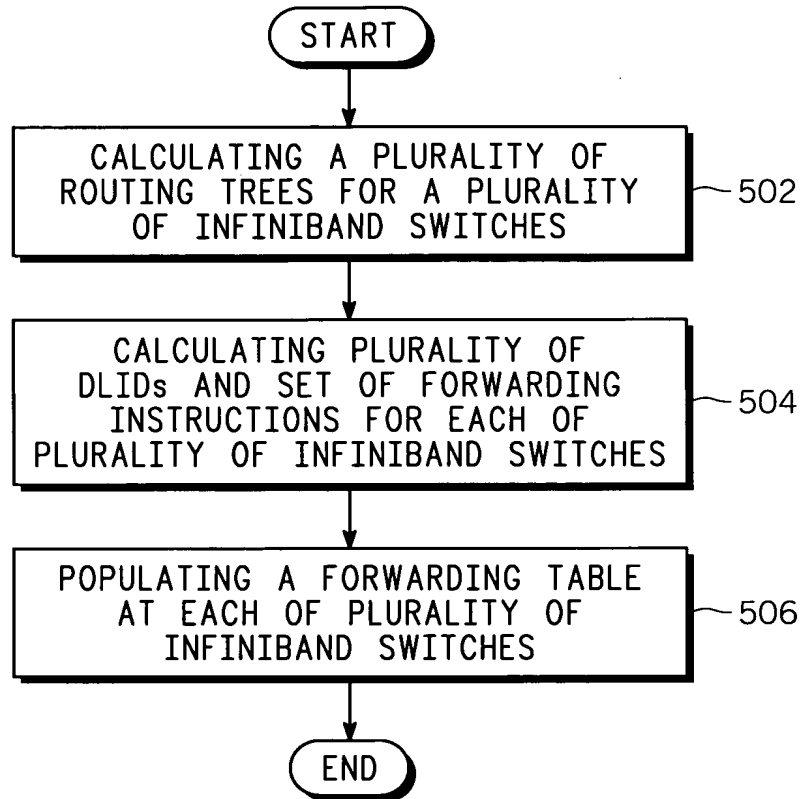 START
CALCULATING A PLURALITY OF
ROUTING TREES FOR A PLURALITY
OF INFINIBAND SWITCHES
502
CALCULATING PLURALITY OF
DLIDs AND SET OF FORWARDING
INSTRUCTIONS FOR EACH OF
PLURALITY OF INFINIBAND SWITCHES
504
POPULATING A FORWARDING TABLE
AT EACH OF PLURALITY OF
INFINIBAND SWITCHES
506
END